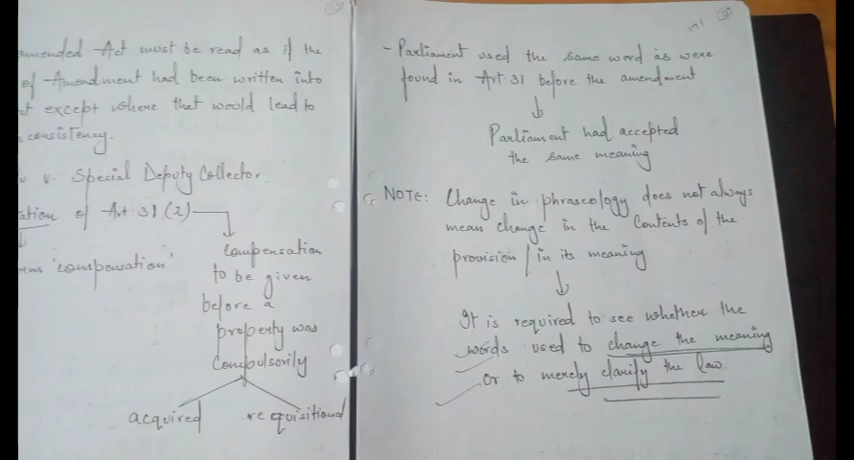 amended Act must be read as if the
of Amendment had been written into
except where that would lead to
consistency.
v. Special Deputy Collector.
ation of Art. 31 (2)
'compensation'
Compensation
to be given
before a
property was
Compulsorily
acquired
requisitioned
- Parliament used the same word as were
found in Art. 31 before the amendment
Parliament had accepted
the same meaning
NOTE: Change in phraseology does not always
mean change in the Contents of the
provision / in its meaning
It is required to see whether the
words used to change the meaning
or to merely clarify the law.